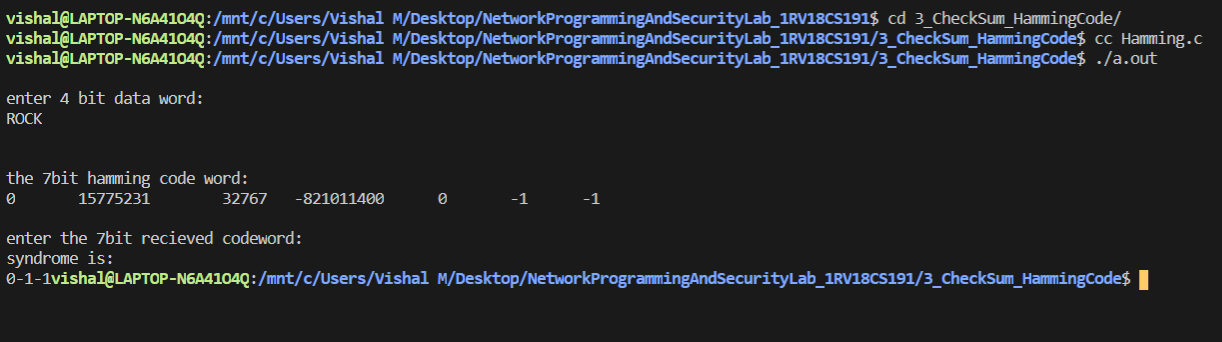 vishal@LAPTOP-N6A41O4Q:/mnt/c/Users/Vishal M/Desktop/NetworkProgrammingAndSecurityLab_1RV18CS191$ cd 3_CheckSum_HammingCode/
vishal@LAPTOP-N6A41O4Q:/mnt/c/Users/Vishal M/Desktop/NetworkProgrammingAndSecurityLab_1RV18CS191/3_CheckSum_HammingCode$ cc Hamming.c
vishal@LAPTOP-N6A41O4Q:/mnt/c/Users/Vishal M/Desktop/NetworkProgrammingAndSecurityLab_1RV18CS191/3_CheckSum_HammingCode$ ./a.out
enter 4 bit data word:
ROCK
the 7bit hamming code word:
0 15775231 32767 -821011400 0 -1 -1
enter the 7bit recieved codeword:
syndrome is:
0-1-1vishal@LAPTOP-N6A41O4Q:/mnt/c/Users/Vishal M/Desktop/NetworkProgrammingAndSecurityLab_1RV18CS191/3_CheckSum_HammingCode$